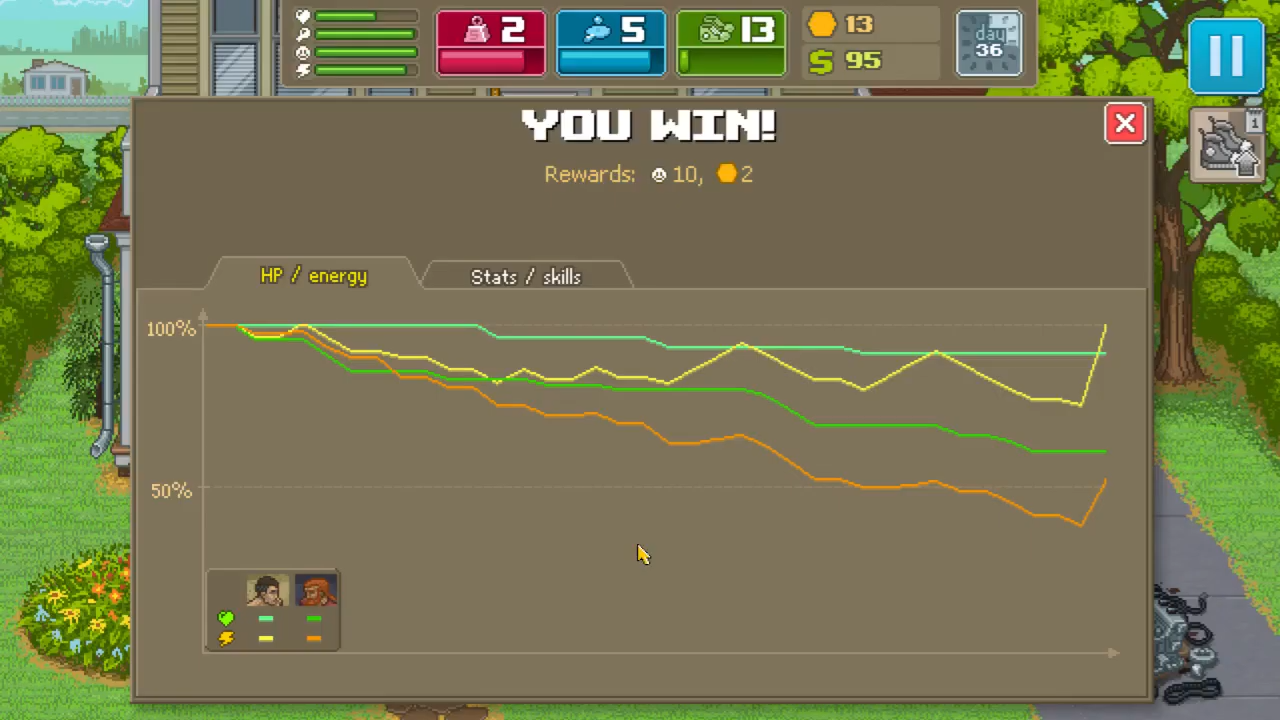 2
5
13
13
95
day
36
1
YOU WIN!
Rewards: 10, 2
HP / energy
Stats / skills
100%
50%